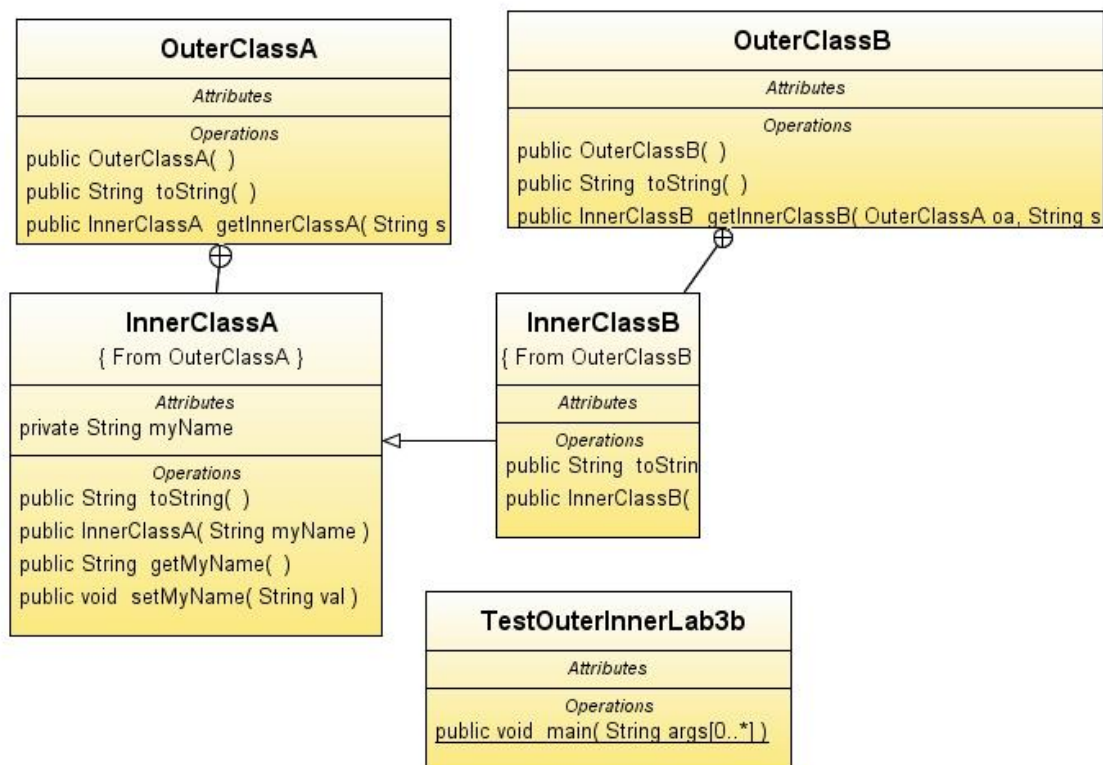 OuterClassA
Attributes
Operations
public OuterClassA( )
public String toString( )
public InnerClassA getInnerClassA( String s
OuterClassB
Attributes
Operations
public OuterClassB( )
public String toString( )
public InnerClassB getInnerClassB( OuterClassA oa, String s
InnerClassA
{ From OuterClassA }
Attributes
private String myName
Operations
public String toString( )
public InnerClassA( String myName )
public String getMyName( )
public void setMyName( String val )
InnerClassB
{ From OuterClassB
Attributes
Operations
public String toStrin
public InnerClassB(
TestOuterInnerLab3b
Attributes
Operations
public void main( String args[0..*] )